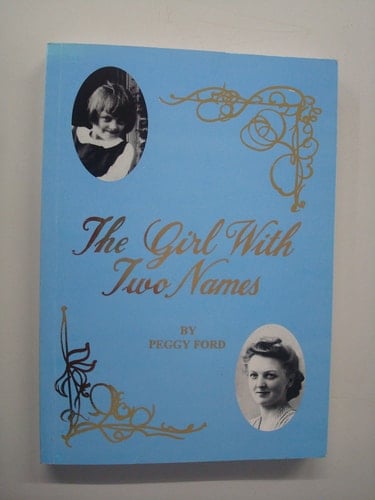 The Girl With
Two Names
BY
PEGGY FORD